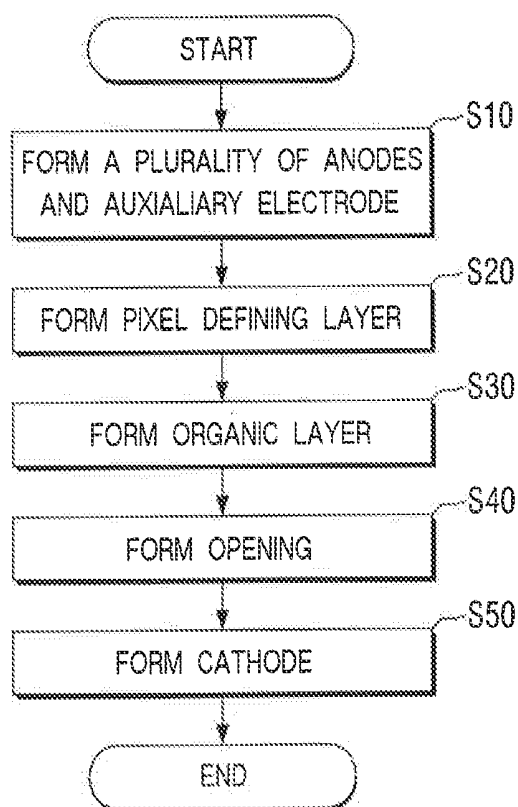 START
S10
FORM A PLURALITY OF ANODES
AND AUXIALIARY ELECTRODE
S20
FORM PIXEL DEFINING LAYER
S30
FORM ORGANIC LAYER
S40
FORM OPENING
S50
FORM CATHODE
END